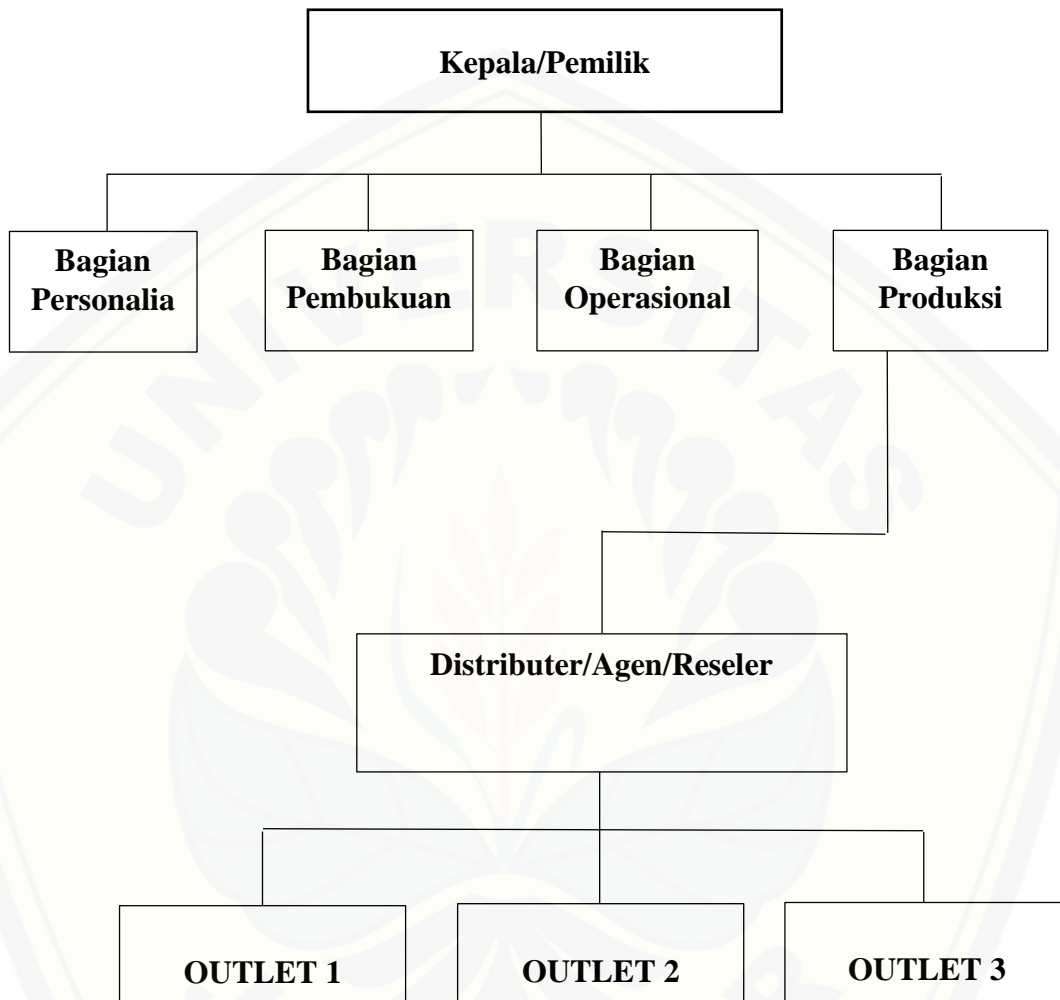 Kepala/Pemilik
Bagian
Personalia
Bagian
Pembukuan
Bagian
Operasional
Bagian
Produksi
UNIVERSITAS
Distributer/Agen/Reseler
OUTLET 1
OUTLET 2
OUTLET 3